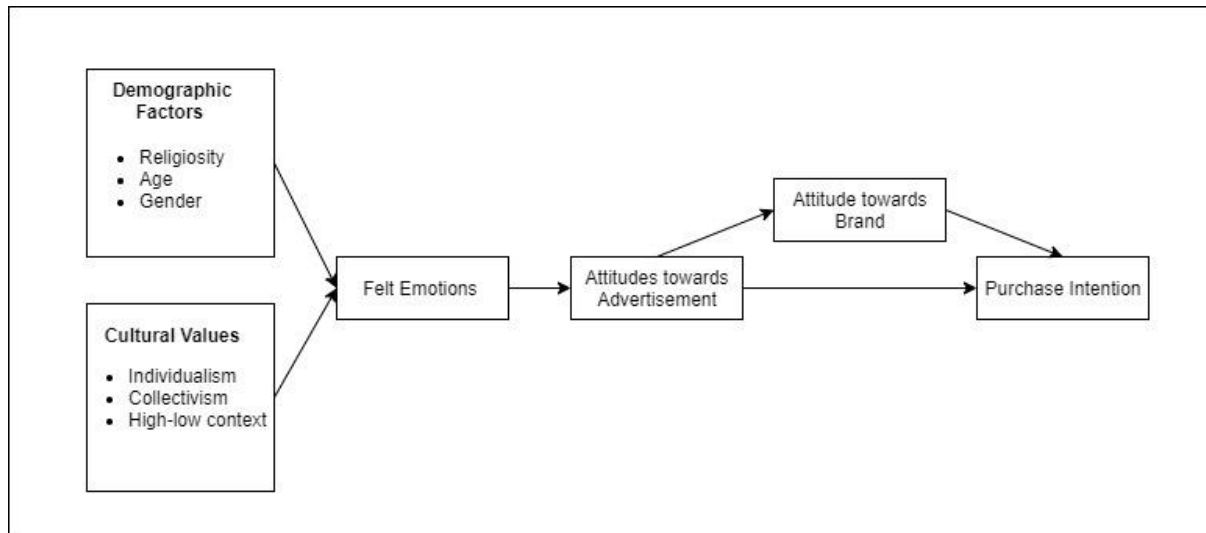 Demographic
Factors
• Religiosity
• Age
• Gender
Cultural Values
• Individualism
• Collectivism
• High-low context
Felt Emotions
Attitudes towards
Advertisement
Attitude towards
Brand
Purchase Intention